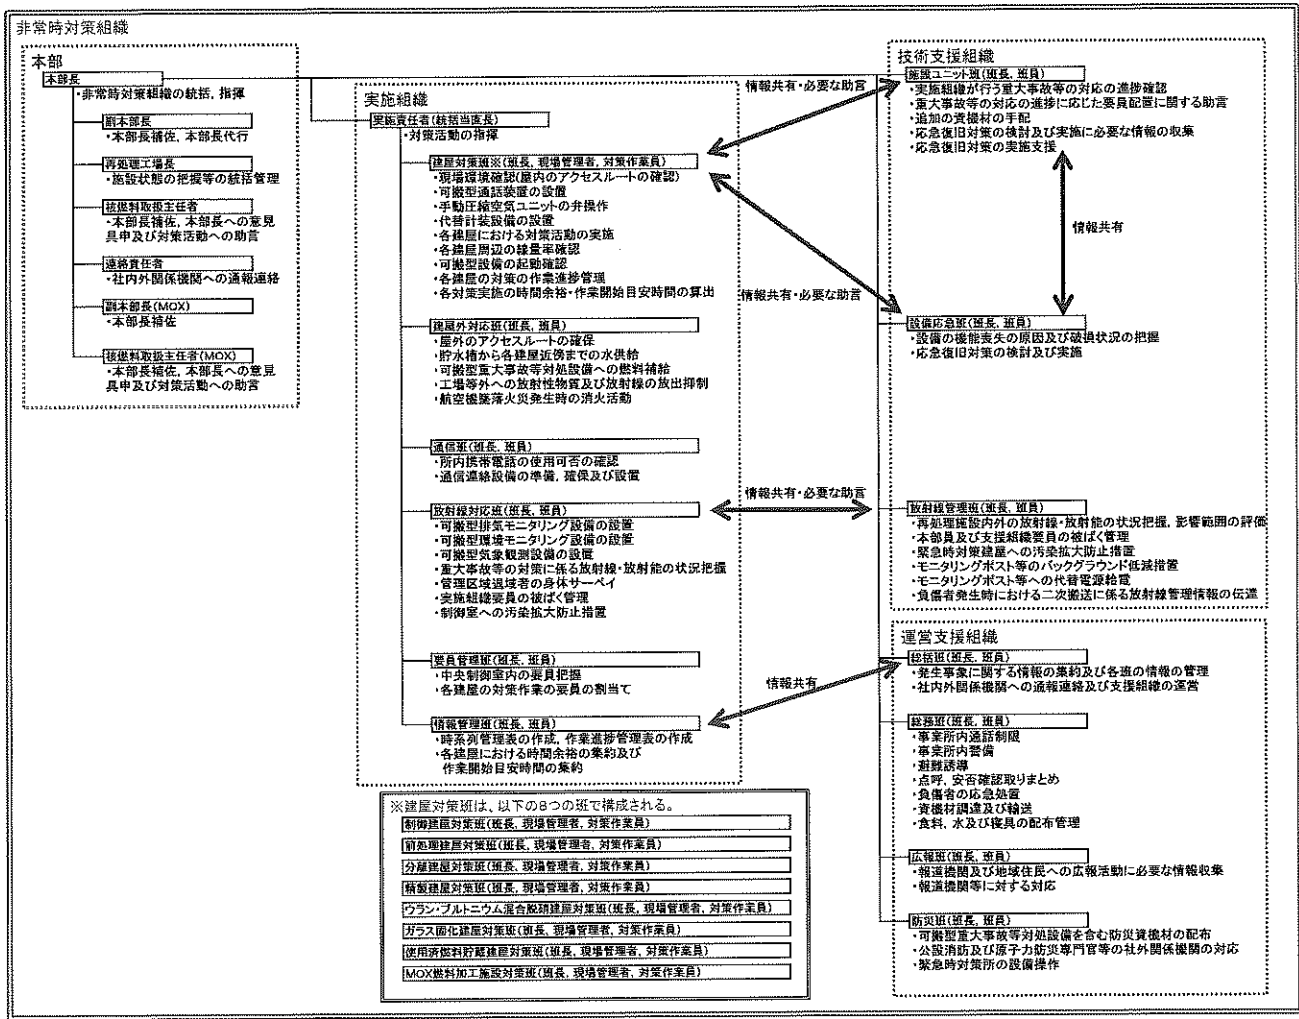 非常時対策組織
本部
本部長
・非常時対策組織の統括, 指揮
副本部長
・本部長補佐, 本部長代行
再処理工場長
・施設状態の把握等の統括管理
核燃料取扱主任者
・本部長補佐, 本部長への意見
具申及び対策活動への助言
連絡責任者
・社内外関係機関への通報連絡
副本部長(MOX)
・本部長補佐
核燃料取扱主任者(MOX)
・本部長補佐, 本部長への意見
具申及び対策活動への助言
実施組織
実施責任者(統括当直長)
・対策活動の指揮
建屋対策班※(班長, 現場管理者, 対策作業員)
・現場環境確認(屋内のアクセスルートの確認)
・可搬型通話装置の設置
・手動圧縮空気ユニットの弁操作
・代替計装設備の設置
・各建屋における対策活動の実施
・各建屋周辺の線量率確認
・可搬型設備の起動確認
・各建屋の対策の作業進捗管理
・各対策実施の時間余裕・作業開始目安時間の算出
建屋外対応班(班長, 班員)
・屋外のアクセスルートの確保
・貯水槽から各建屋近傍までの水供給
・可搬型重大事故等対処設備への燃料補給
・工場等外への放射性物質及び放射線の放出抑制
・航空機墜落火災発生時の消火活動
通信班(班長, 班員)
・所内携帯電話の使用可否の確認
・通信連絡設備の準備, 確保及び設置
放射線対応班(班長, 班員)
・可搬型排気モニタリング設備の設置
・可搬型環境モニタリング設備の設置
・可搬型気象観測設備の設置
・重大事故等の対策に係る放射線・放射能の状況把握
・管理区域退域者の身体サーベイ
・実施組織要員の被ばく管理
・制御室への汚染拡大防止措置
要員管理班(班長, 班員)
・中央制御室内の要員把握
・各建屋の対策作業の要員の割当て
情報管理班(班長, 班員)
・時系列管理表の作成, 作業進捗管理表の作成
・各建屋における時間余裕の集約及び
作業開始目安時間の集約
情報共有・必要な助言
情報共有・必要な助言
情報共有・必要な助言
情報共有
情報共有
技術支援組織
施設ユニット班(班長, 班員)
・実施組織が行う重大事故等の対応の進捗確認
・重大事故等の対応の進捗に応じた要員配置に関する助言
・追加の資機材の手配
・応急復旧対策の検討及び実施に必要な情報の収集
・応急復旧対策の実施支援
設備応急班(班長, 班員)
・設備の機能喪失の原因及び破損状況の把握
・応急復旧対策の検討及び実施
放射線管理班(班長, 班員)
・再処理施設内外の放射線・放射能の状況把握, 影響範囲の評価
・本部員及び支援組織要員の被ばく管理
・緊急時対策建屋への汚染拡大防止措置
・モニタリングポスト等のバックグラウンド低減措置
・モニタリングポスト等への代替電源給電
・負傷者発生時における二次搬送に係る放射線管理情報の伝達
運営支援組織
総括班(班長, 班員)
・発生事象に関する情報の集約及び各班の情報の管理
・社内外関係機関への通報連絡及び支援組織の運営
総務班(班長, 班員)
・事業所内通話制限
・事業所内警備
・避難誘導
・点呼, 安否確認取りまとめ
・負傷者の応急処置
・資機材調達及び輸送
・食料, 水及び寝具の配布管理
広報班(班長, 班員)
・報道機関及び地域住民への広報活動に必要な情報収集
・報道機関等に対する対応
防災班(班長, 班員)
・可搬型重大事故等対処設備を含む防災資機材の配布
・公設消防及び原子力防災専門官等の社外関係機関の対応
・緊急時対策所の設備操作
※建屋対策班は、以下の8つの班で構成される。
制御建屋対策班(班長, 現場管理者, 対策作業員)
前処理建屋対策班(班長, 現場管理者, 対策作業員)
分離建屋対策班(班長, 現場管理者, 対策作業員)
精製建屋対策班(班長, 現場管理者, 対策作業員)
ウラン・プルトニウム混合脱硝建屋対策班(班長, 現場管理者, 対策作業員)
ガラス固化建屋対策班(班長, 現場管理者, 対策作業員)
使用済燃料貯蔵建屋対策班(班長, 現場管理者, 対策作業員)
MOX燃料加工施設対策班(班長, 現場管理者, 対策作業員)